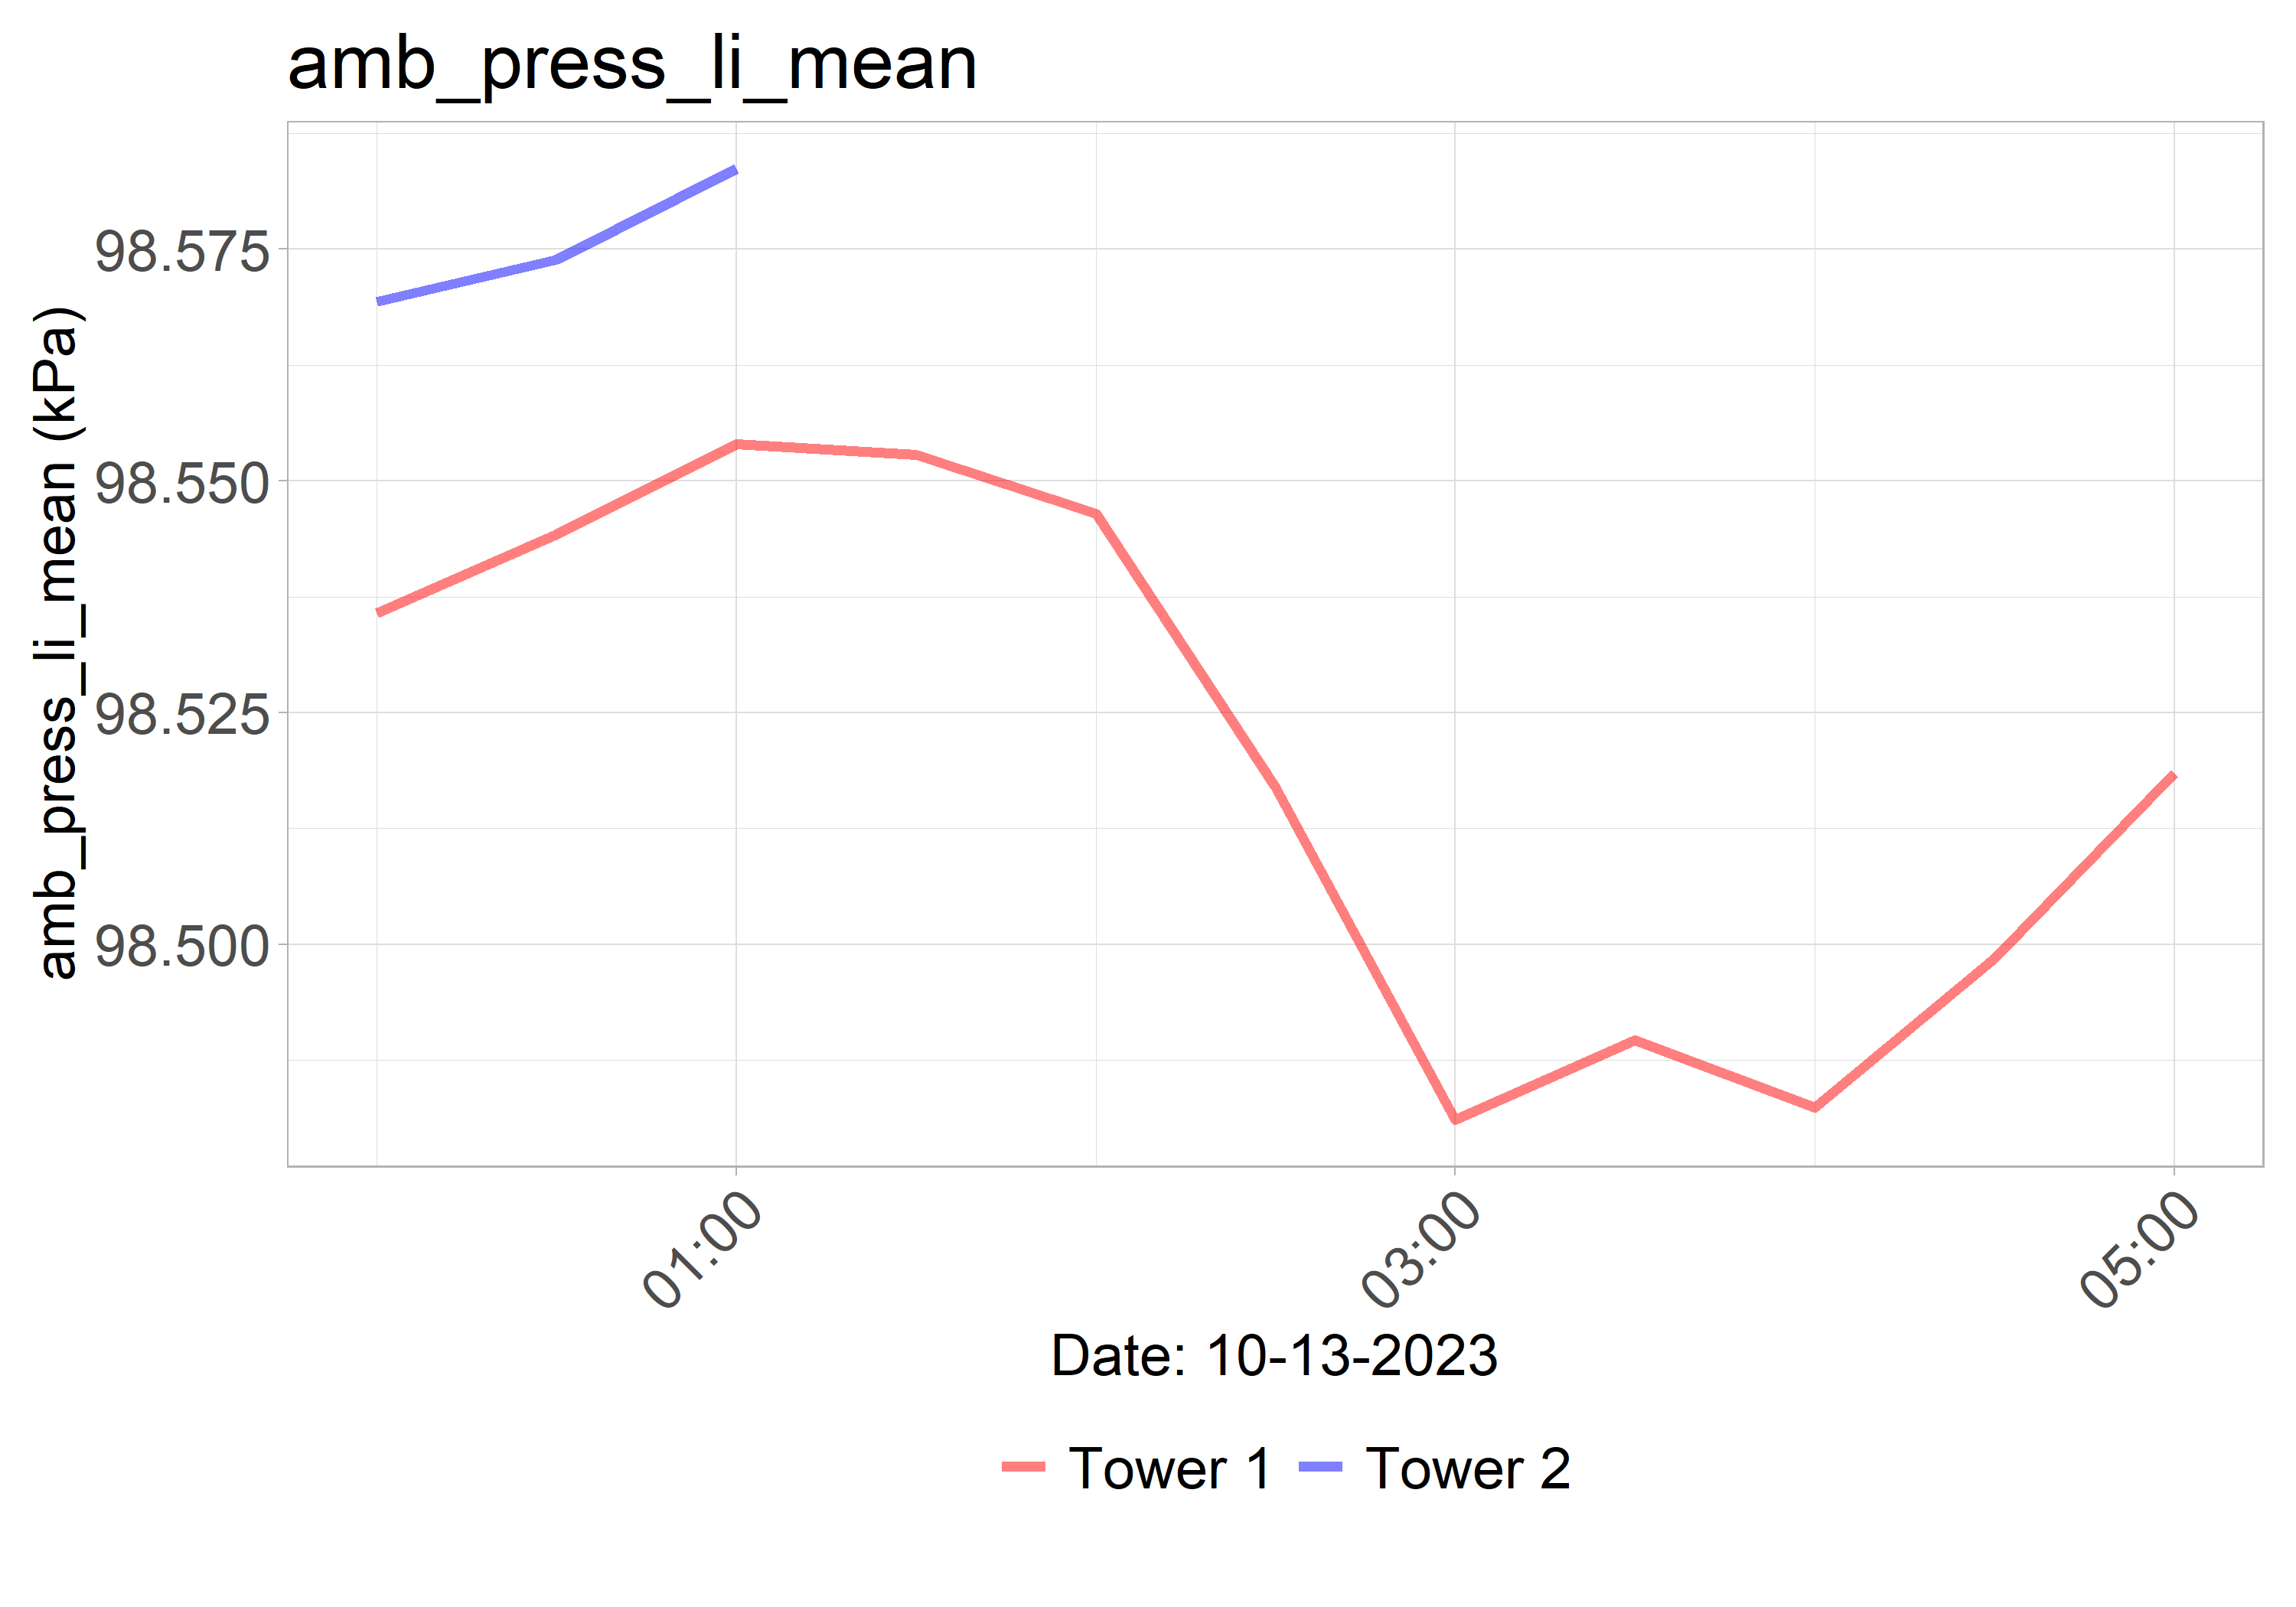 amb_press_li_mean
amb_press_li_mean (kPa)
98.575
98.550
98.525
98.500
01:00
03:00
05:00
Date: 10-13-2023
Tower 1
Tower 2